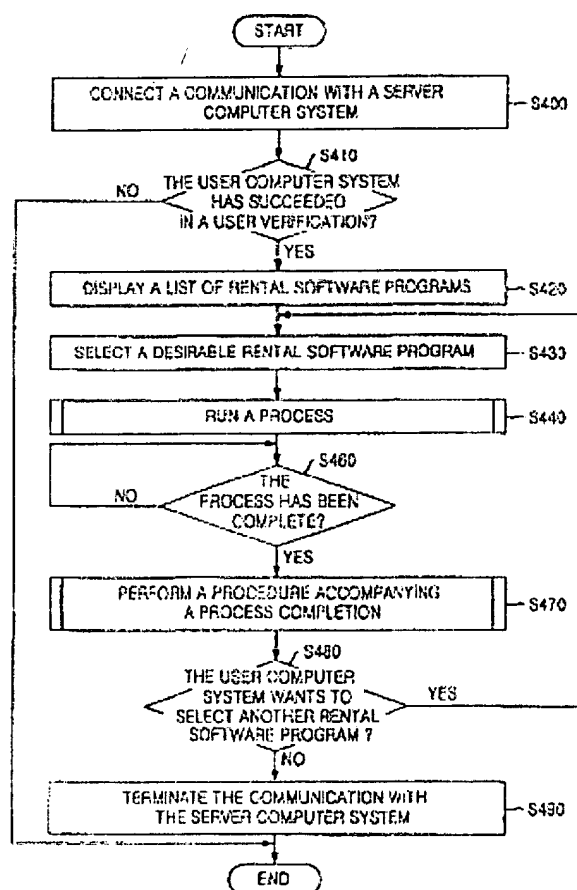 START
CONNECT A COMMUNICATION WITH A SERVER
COMPUTER SYSTEM
S400
S410
NO
THE USER COMPUTER SYSTEM
HAS SUCCEEDED
IN A USER VERIFICATION?
YES
DISPLAY A LIST OF RENTAL SOFTWARE PROGRAMS
S420
SELECT A DESIRABLE RENTAL SOFTWARE PROGRAM
S430
RUN A PROCESS
S440
S460
THE
PROCESS HAS BEEN
COMPLETE?
NO
YES
PERFORM A PROCEDURE ACCOMPANYING
A PROCESS COMPLETION
S470
S480
THE USER COMPUTER
SYSTEM WANTS TO
SELECT ANOTHER RENTAL
SOFTWARE PROGRAM ?
YES
NO
TERMINATE THE COMMUNICATION WITH
THE SERVER COMPUTER SYSTEM
S490
END